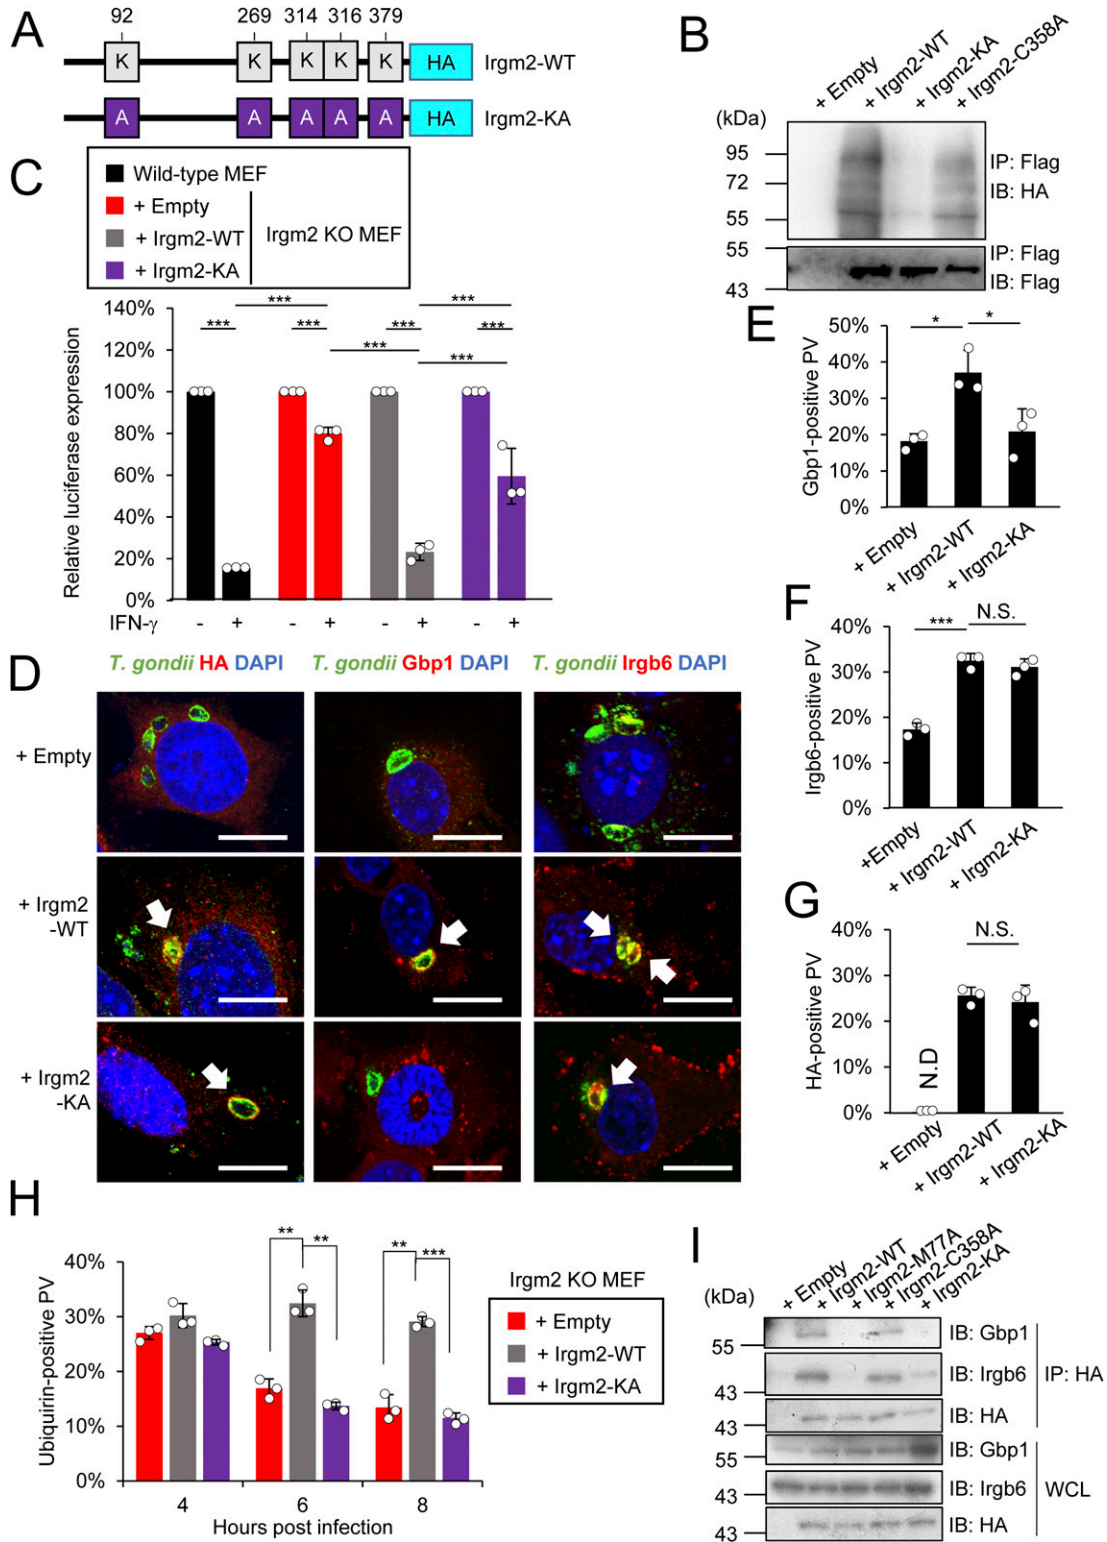 A
92 269 314 316 379
K K K K K HA Irgm2-WT
A A A A A HA Irgm2-KA
B
+ Empty
+ Irgm2-WT
+ Irgm2-KA
+ Irgm2-C358A
(kDa)
95
72
55
IP: Flag
IB: HA
55
43
IP: Flag
IB: Flag
C
Wild-type MEF
+ Empty
+ Irgm2-WT
+ Irgm2-KA
Irgm2 KO MEF
Relative luciferase expression
140%
120%
100%
80%
60%
40%
20%
0%
*** *** *** ***
*** ***
*** ***
IFN-γ - + - + - + - +
D
T. gondii HA DAPI
T. gondii Gbp1 DAPI
T. gondii Irgb6 DAPI
+ Empty
+ Irgm2
-WT
+ Irgm2
-KA
E
Gbp1-positive PV
50%
40%
30%
20%
10%
0%
* *
+ Empty
+ Irgm2-WT
+ Irgm2-KA
F
Irgb6-positive PV
40%
30%
20%
10%
0%
*** N.S.
+Empty
+ Irgm2-WT
+ Irgm2-KA
G
HA-positive PV
40%
30%
20%
10%
0%
N.S.
N.D
+ Empty
+ Irgm2-WT
+ Irgm2-KA
H
Ubiquirin-positive PV
40%
30%
20%
10%
0%
** ** ** ***
4 6 8
Hours post infection
Irgm2 KO MEF
+ Empty
+ Irgm2-WT
+ Irgm2-KA
I
+ Empty
+ Irgm2-WT
+ Irgm2-M77A
+ Irgm2-C358A
+ Irgm2-KA
(kDa)
55 IB: Gbp1
43 IB: Irgb6
43 IB: HA
IP: HA
55 IB: Gbp1
43 IB: Irgb6
43 IB: HA
WCL